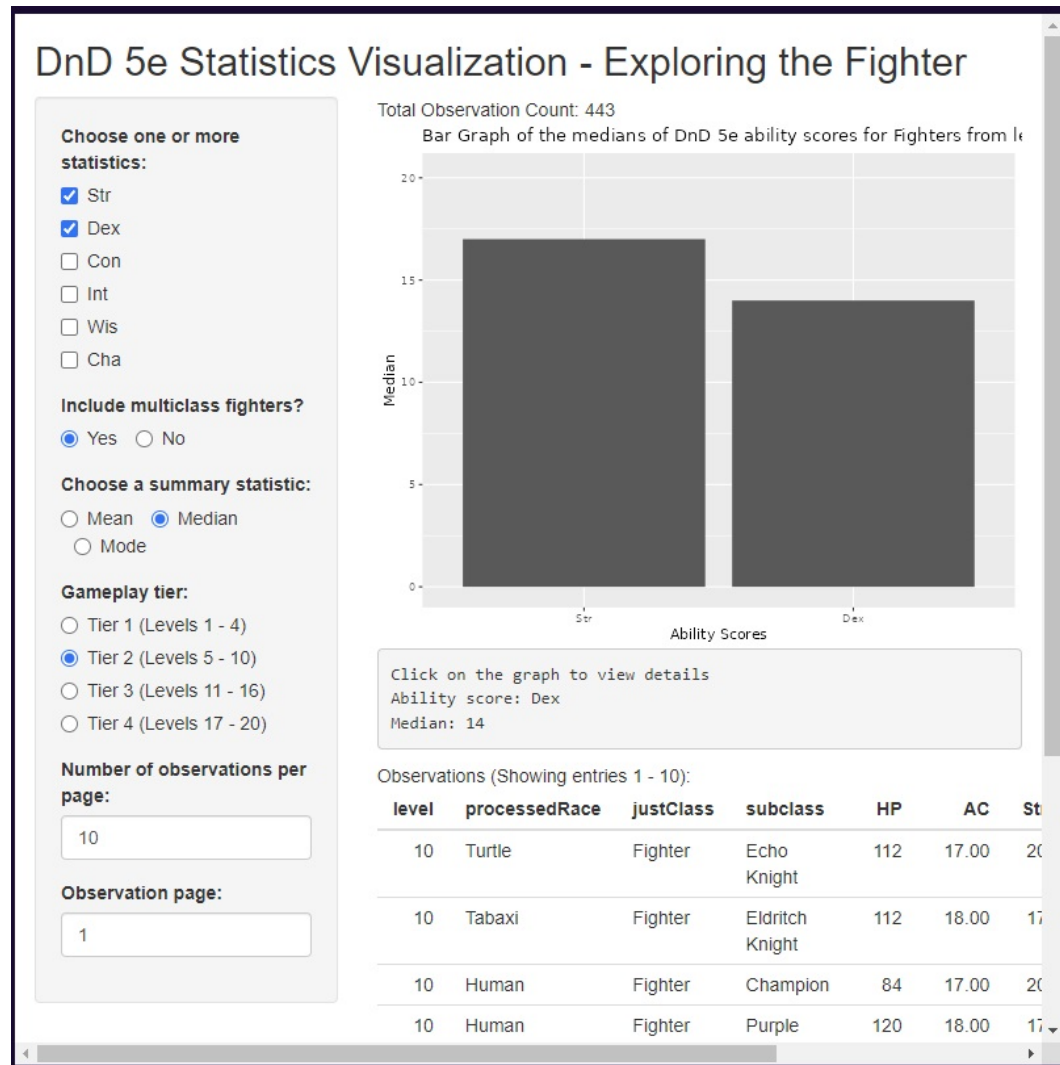 DnD 5e Statistics Visualization - Exploring the Fighter
Choose one or more
statistics:
Str
Dex
Con
Int
Wis
Cha
Include multiclass fighters?
Yes No
Choose a summary statistic:
Mean Median
Mode
Gameplay tier:
Tier 1 (Levels 1 - 4)
Tier 2 (Levels 5 - 10)
Tier 3 (Levels 11 - 16)
Tier 4 (Levels 17 - 20)
Number of observations per
page:
10
Observation page:
1
Total Observation Count: 443
Bar Graph of the medians of DnD 5e ability scores for Fighters from
20
15
10
5
0
Median
Str Dex
Ability Scores
Click on the graph to view details
Ability score: Dex
Median: 14
Observations (Showing entries 1 - 10):
level processedRace justClass subclass HP AC
10 Turtle Fighter Echo 112 17.00 20
Knight
10 Tabaxi Fighter Eldritch 112 18.00 17
Knight
10 Human Fighter Champion 84 17.00 20
10 Human Fighter Purple 120 18.00 17